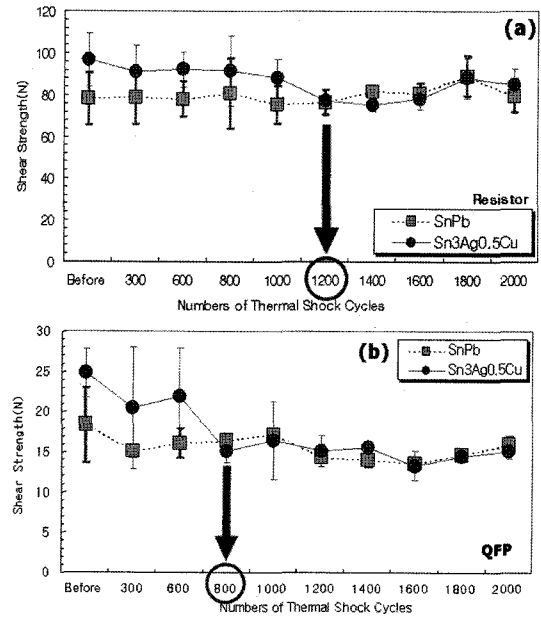 120
(a)
100
80
60
40
20
0
Shear Strength(N)
Resistor
SnPb
Sn3Ag0.5Cu
Before 300 600 800 1000 1200 1400 1600 1800 2000
Numbers of Thermal Shock Cycles
30
(b)
SnPb
Sn3Ag0.5Cu
25
20
15
10
5
0
Shear Strength(N)
QFP
Before 300 600 800 1000 1200 1400 1600 1800 2000
Numbers of Thermal Shock Cycles